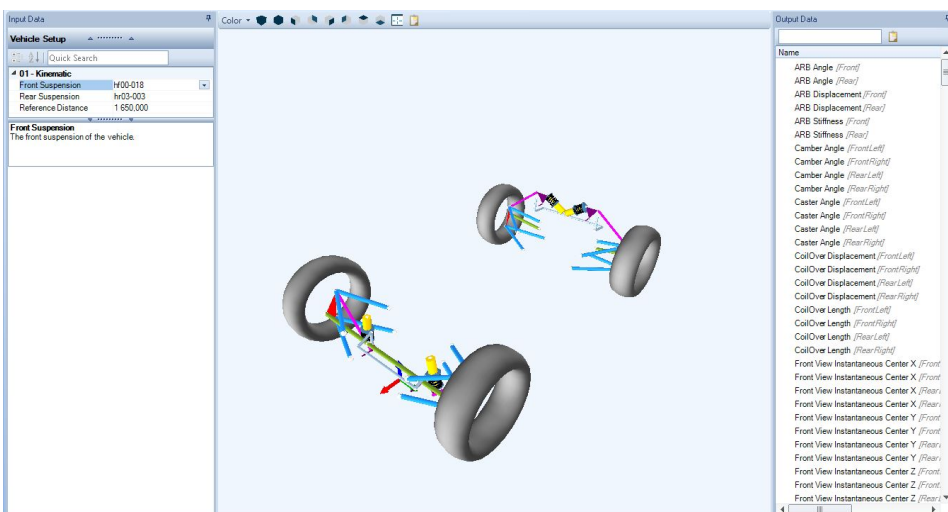 Input Data
Vehicle Setup
Quick Search
01 - Kinematic
Front Suspension hf00-018
Rear Suspension hr03-003
Reference Distance 1 650,000
Front Suspension
The front suspension of the vehicle.
Color
Output Data
Name
ARB Angle [Front]
ARB Angle [Rear]
ARB Displacement [Front]
ARB Displacement [Rear]
ARB Stiffness [Front]
ARB Stiffness [Rear]
Camber Angle [FrontLeft]
Camber Angle [FrontRight]
Camber Angle [RearLeft]
Camber Angle [RearRight]
Caster Angle [FrontLeft]
Caster Angle [FrontRight]
Caster Angle [RearLeft]
Caster Angle [RearRight]
CoilOver Displacement [FrontLeft]
CoilOver Displacement [FrontRight]
CoilOver Displacement [RearLeft]
CoilOver Displacement [RearRight]
CoilOver Length [FrontLeft]
CoilOver Length [FrontRight]
CoilOver Length [RearLeft]
CoilOver Length [RearRight]
Front View Instantaneous Center X [Front
Front View Instantaneous Center X [Front
Front View Instantaneous Center X [Rear
Front View Instantaneous Center X [Rear
Front View Instantaneous Center Y [Front
Front View Instantaneous Center Y [Front
Front View Instantaneous Center Y [Rear
Front View Instantaneous Center Y [Rear
Front View Instantaneous Center Z [Front
Front View Instantaneous Center Z [Front
Front View Instantaneous Center Z [Rear